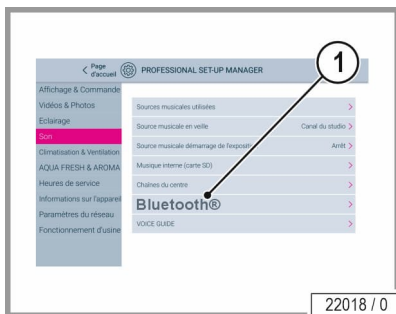 1
< Page d'accueil
PROFESSIONAL SET-UP MANAGER
Affichage & Commande
Vidéos & Photos
Eclairage
Son
Climatisation & Ventilation
AQUA FRESH & AROMA
Heures de service
Informations sur l'appareil
Paramètres du réseau
Fonctionnement d'usine
Sources musicales utilisées >
Source musicale en veille Canal du studio >
Source musicale démarrage de l'exposit Arrêt >
Musique interne (carte SD) >
Chaînes du centre >
Bluetooth® >
VOICE GUIDE >
22018 / 0